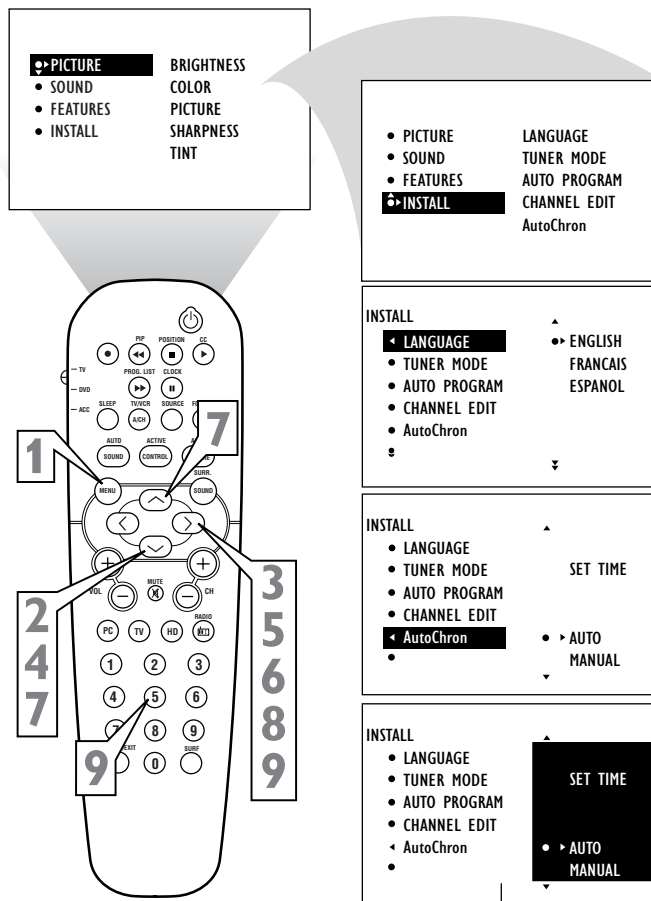 PICTURE BRIGHTNESS
SOUND COLOR
FEATURES PICTURE
INSTALL SHARPNESS
TINT
PICTURE LANGUAGE
SOUND TUNER MODE
FEATURES AUTO PROGRAM
INSTALL CHANNEL EDIT
AutoChron
INSTALL
LANGUAGE ENGLISH
TUNER MODE FRANCAIS
AUTO PROGRAM ESPANOL
CHANNEL EDIT
AutoChron
INSTALL
LANGUAGE
TUNER MODE SET TIME
AUTO PROGRAM
CHANNEL EDIT
AutoChron AUTO
MANUAL
INSTALL
LANGUAGE
TUNER MODE SET TIME
AUTO PROGRAM
CHANNEL EDIT
AutoChron AUTO
MANUAL
PIP POSITION CC
TV
PROG. LIST CLOCK
DVD
ACC
SLEEP TV/VCR SOURCE
A/CH
AUTO ACTIVE
SOUND CONTROL
SURR.
MENU SOUND
1
7
MUTE
VOL CH
2
4
7
3
5
6
8
9
RADIO
PC TV HD
1 2 3
4 5 6
8 9
EXIT SURF
0
9